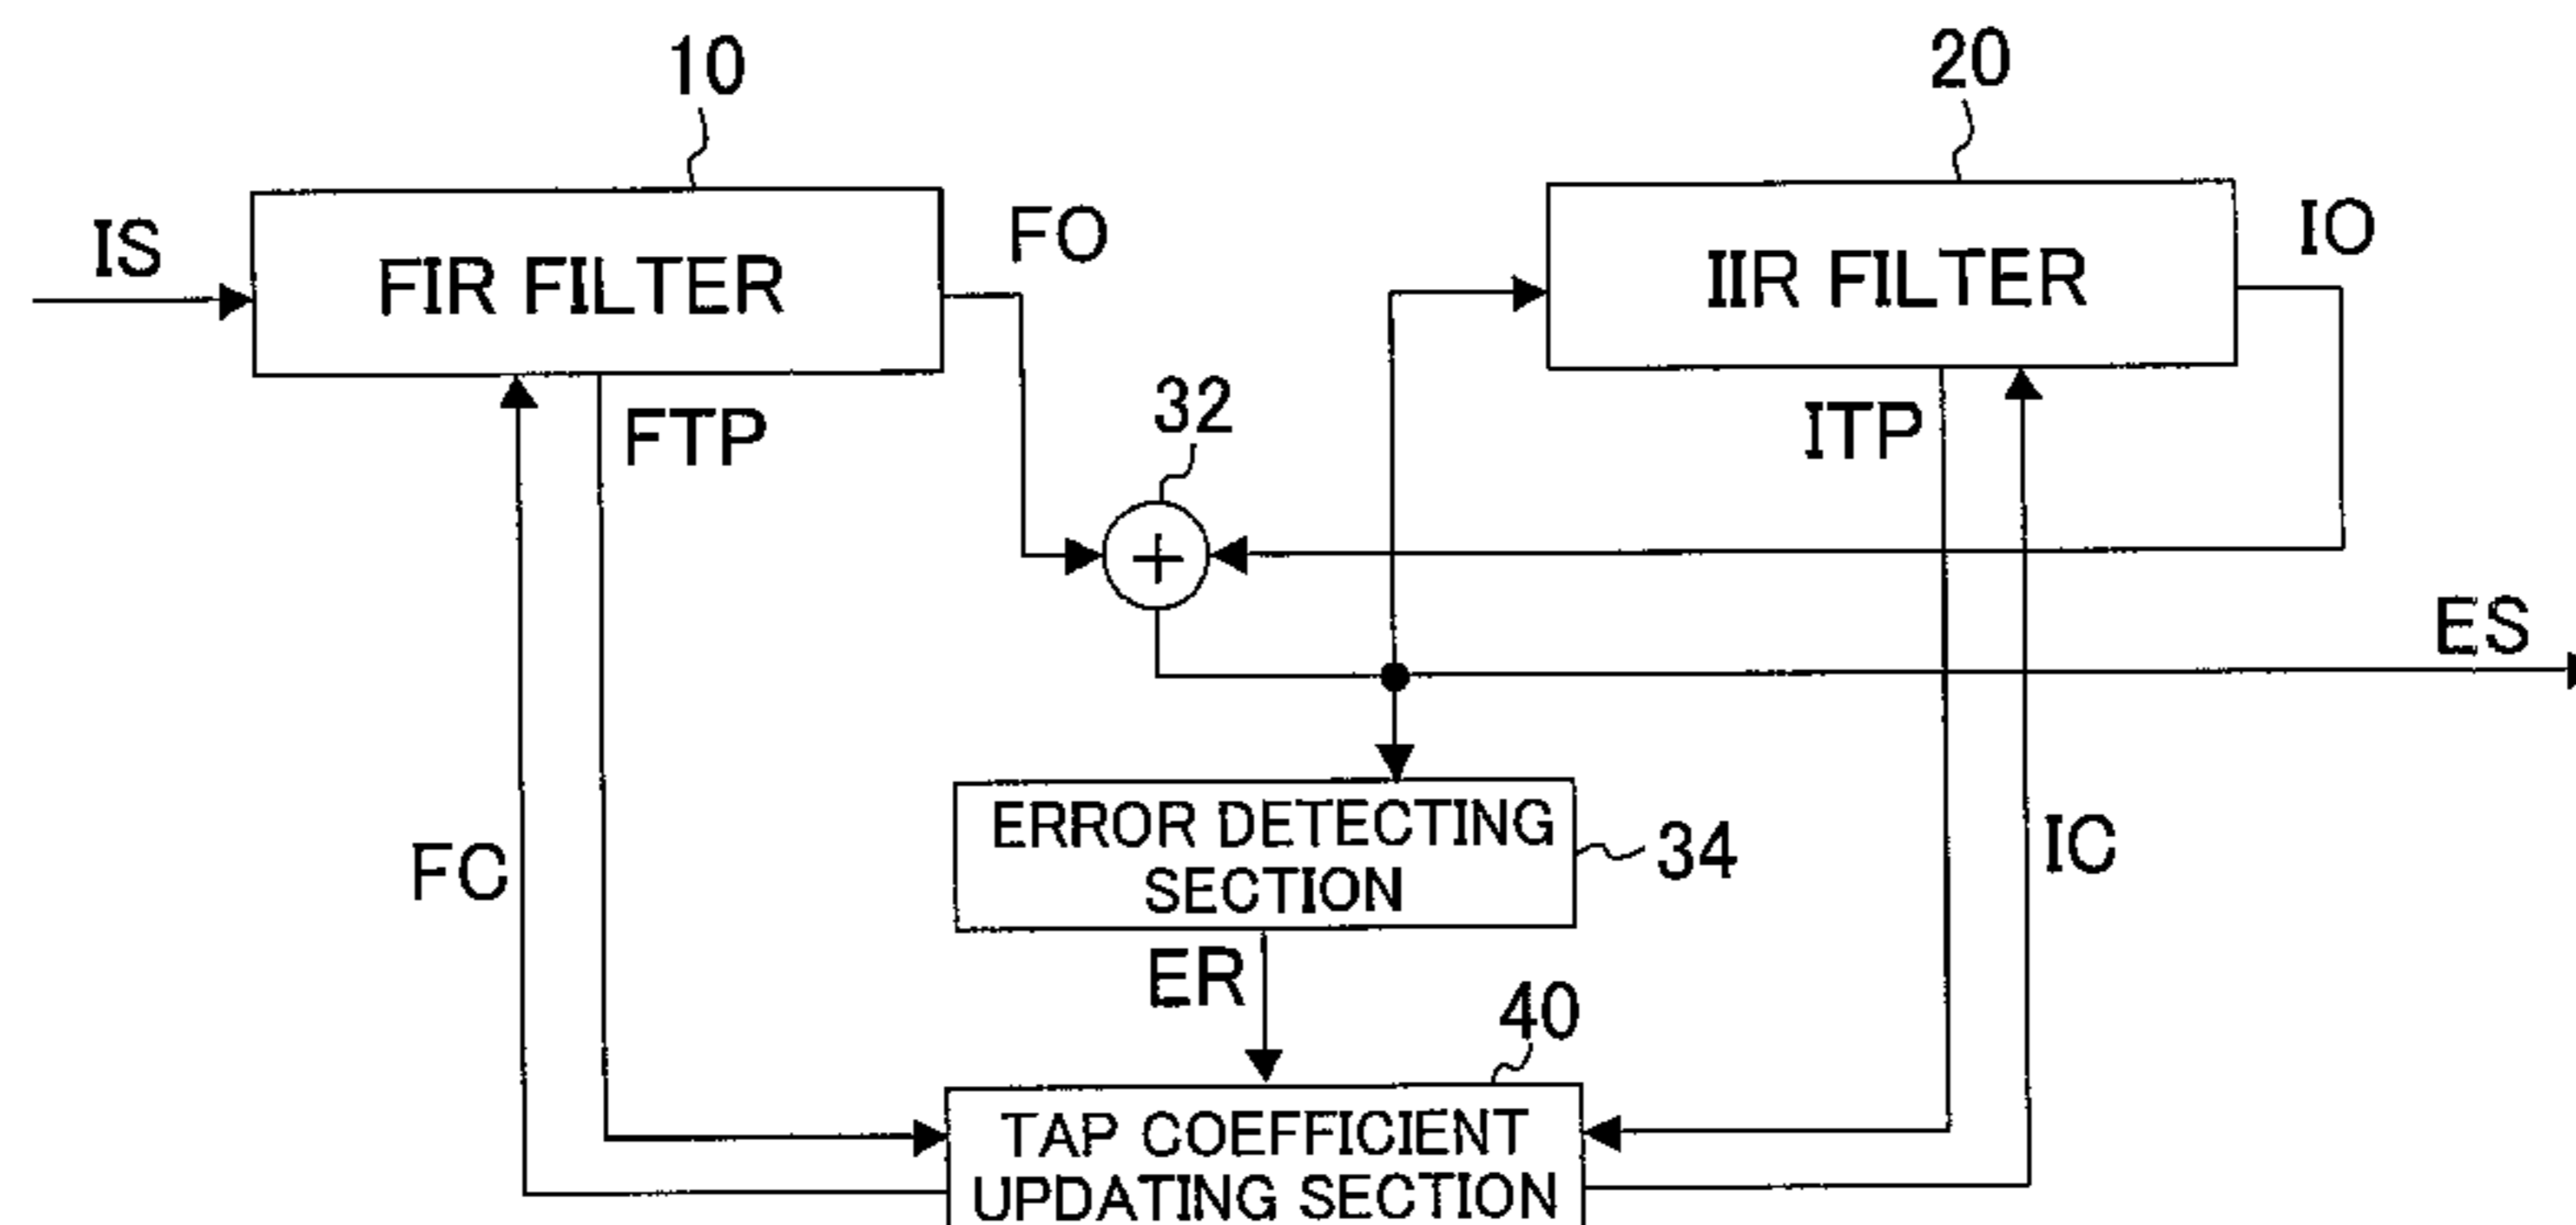 10
20
IS
FIR FILTER
FO
IIR FILTER
IO
FTP
32
ITP
+
ES
ERROR DETECTING
SECTION
34
FC
IC
ER
40
TAP COEFFICIENT
UPDATING SECTION